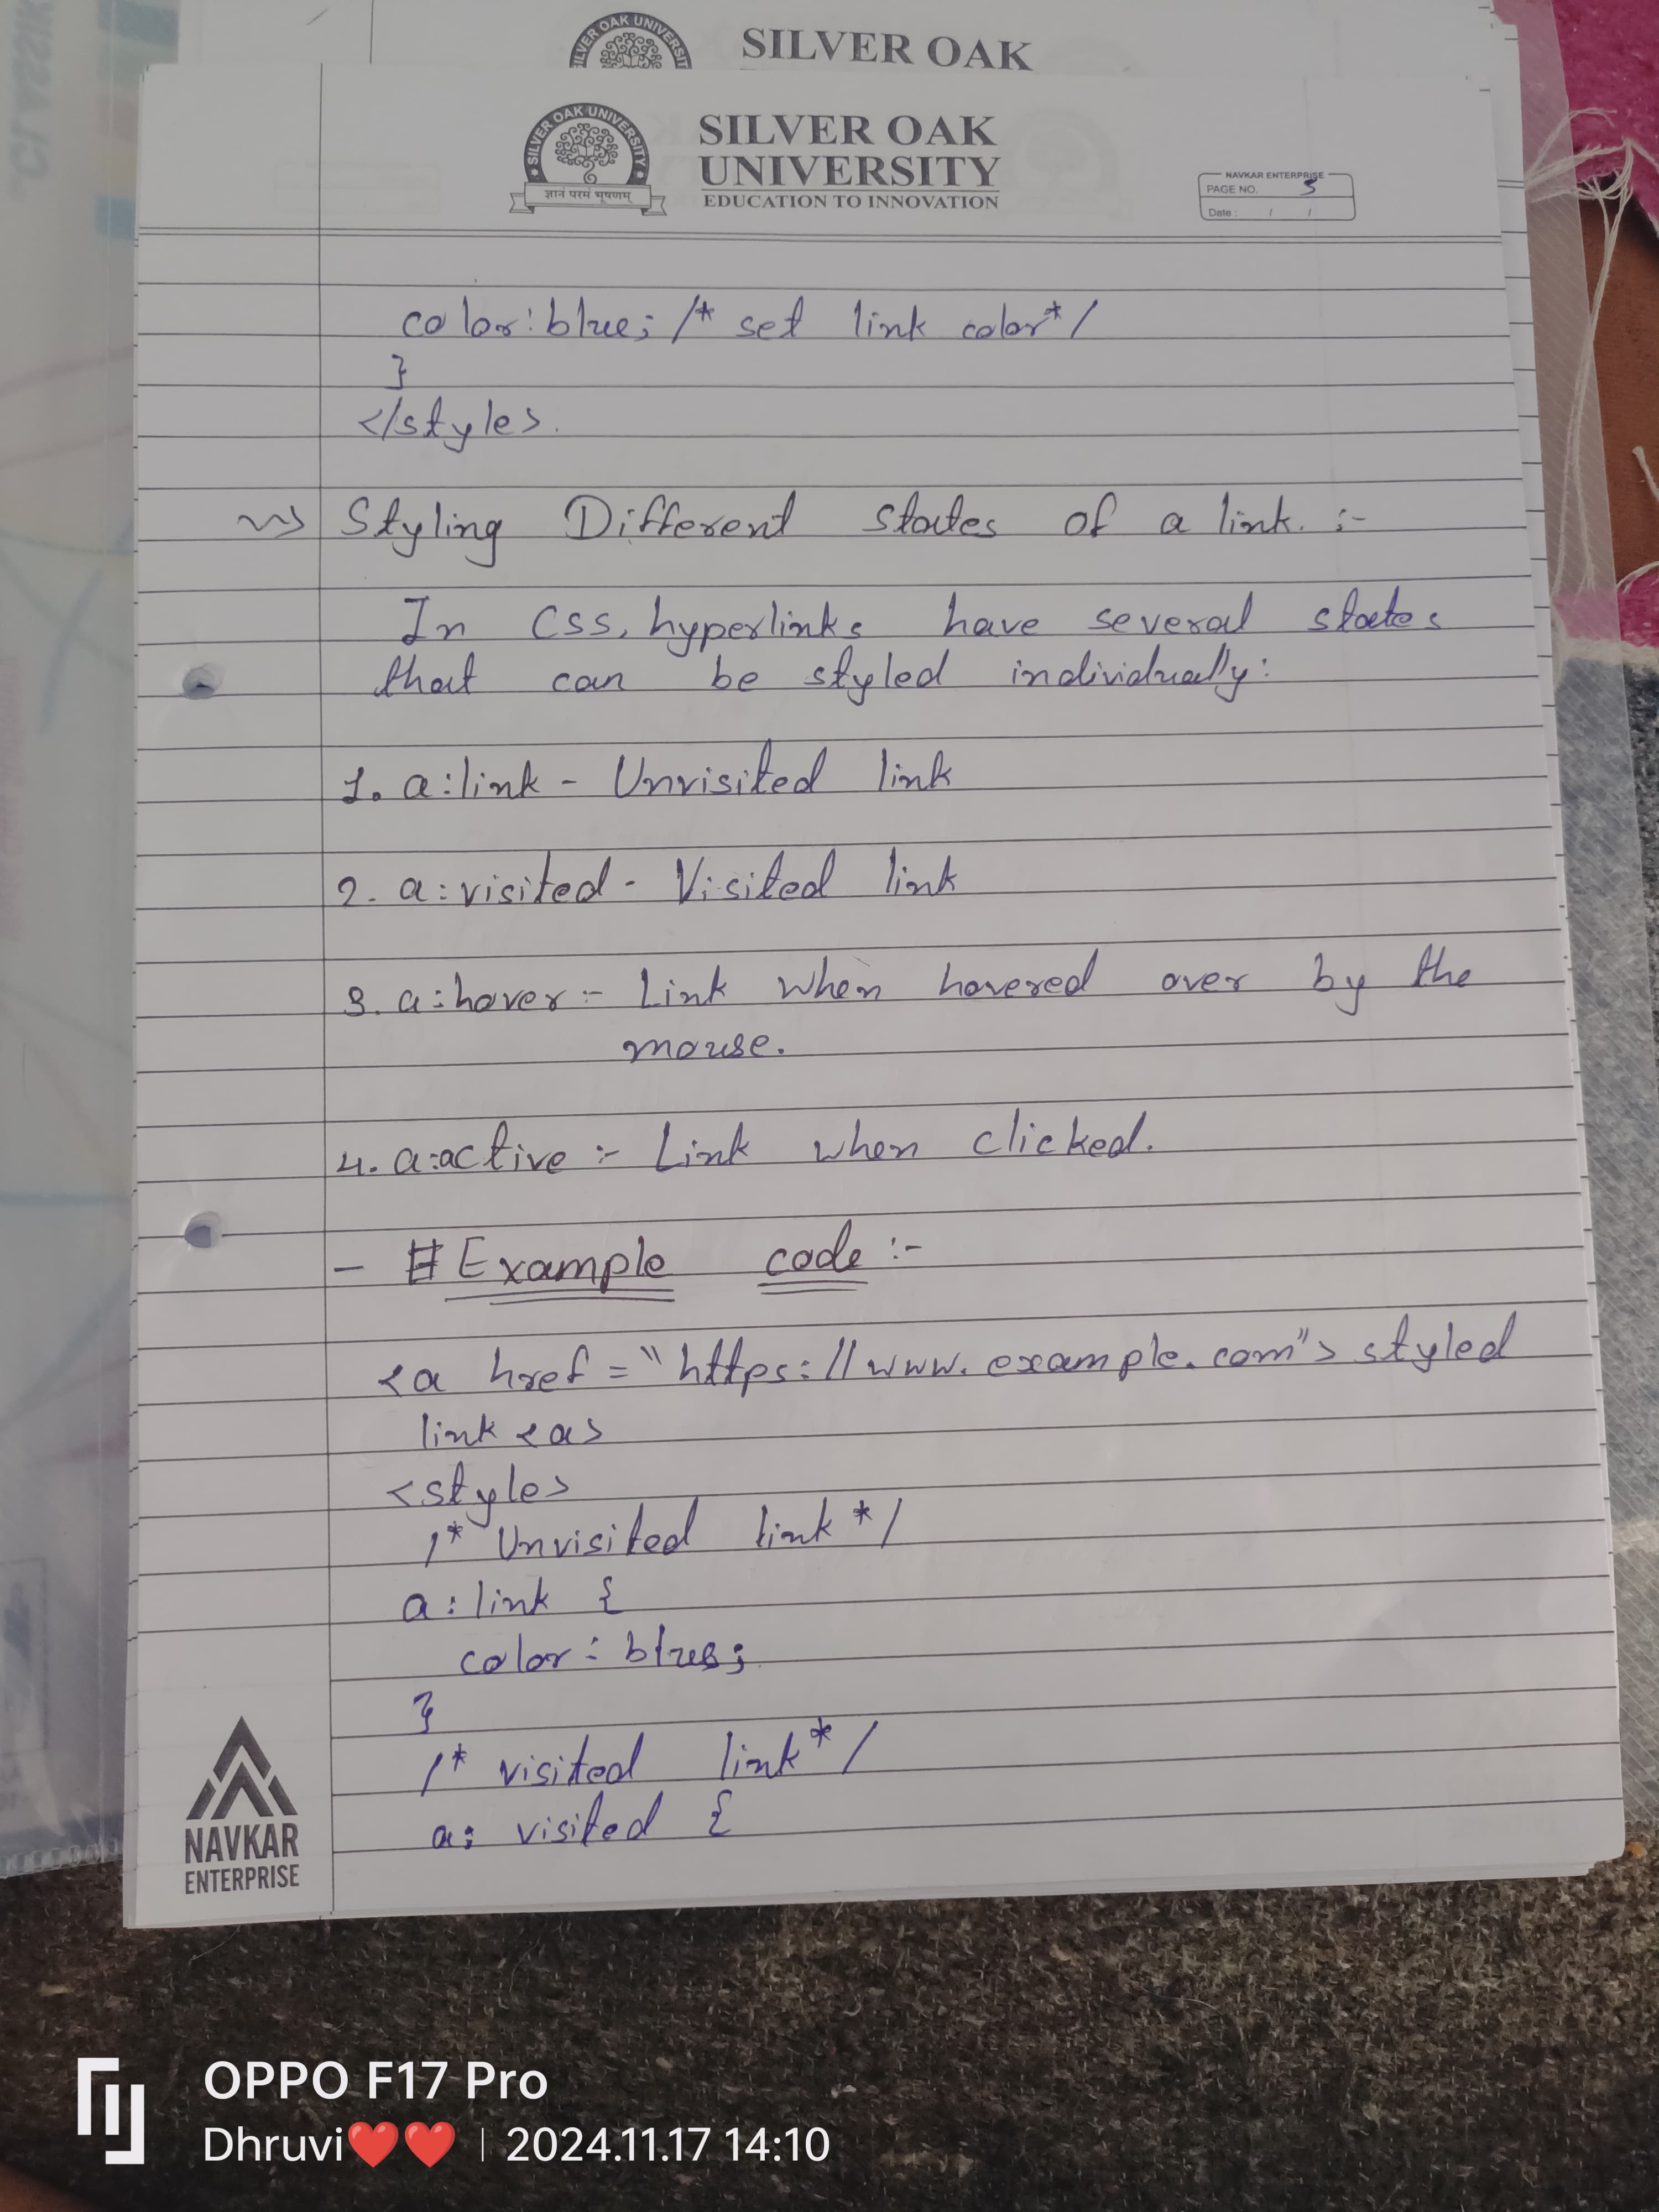 SILVER OAK UNIVERSITY
SILVER OAK
SILVER OAK UNIVERSITY
ज्ञानं परमं भूषणम्
SILVER OAK
UNIVERSITY
EDUCATION TO INNOVATION
NAVKAR ENTERPRISE
PAGE NO. 5
Date : / /
color:blue; /* set link color*/
}
</style>.
Styling Different states of a link. :-
In CSS, hyperlinks have several states
that can be styled individually:
1. a:link - Unvisited link
2. a:visited - Visited link
3. a:hover :- Link when hovered over by the
mouse.
4. a:active :- Link when clicked.
- # Example code :-
<a href = "https://www.example.com"> styled
link <a>
<style>
/* Unvisited link */
a: link {
color: blue;
}
/* visited link */
a: visited {
NAVKAR
ENTERPRISE
OPPO F17 Pro
Dhruvi❤️❤️ | 2024.11.17 14:10